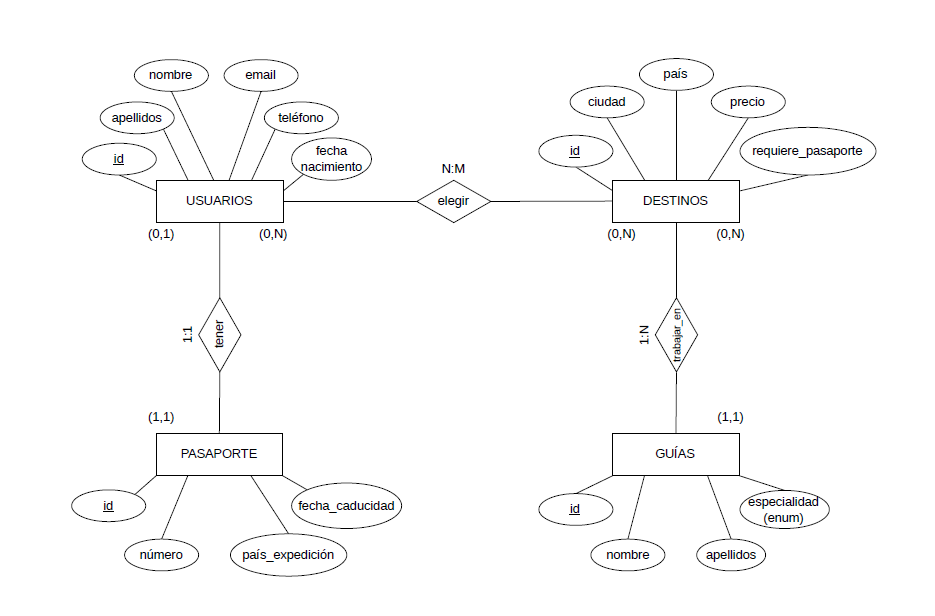 nombre
email
país
apellidos
teléfono
ciudad
precio
id
fecha
nacimiento
id
requiere_pasaporte
N:M
USUARIOS
elegir
DESTINOS
(0,1)
(0,N)
(0,N)
(0,N)
1:1
tener
1:N
trabajar_en
(1,1)
(1,1)
PASAPORTE
GUÍAS
id
fecha_caducidad
id
especialidad
(enum)
número
país_expedición
nombre
apellidos